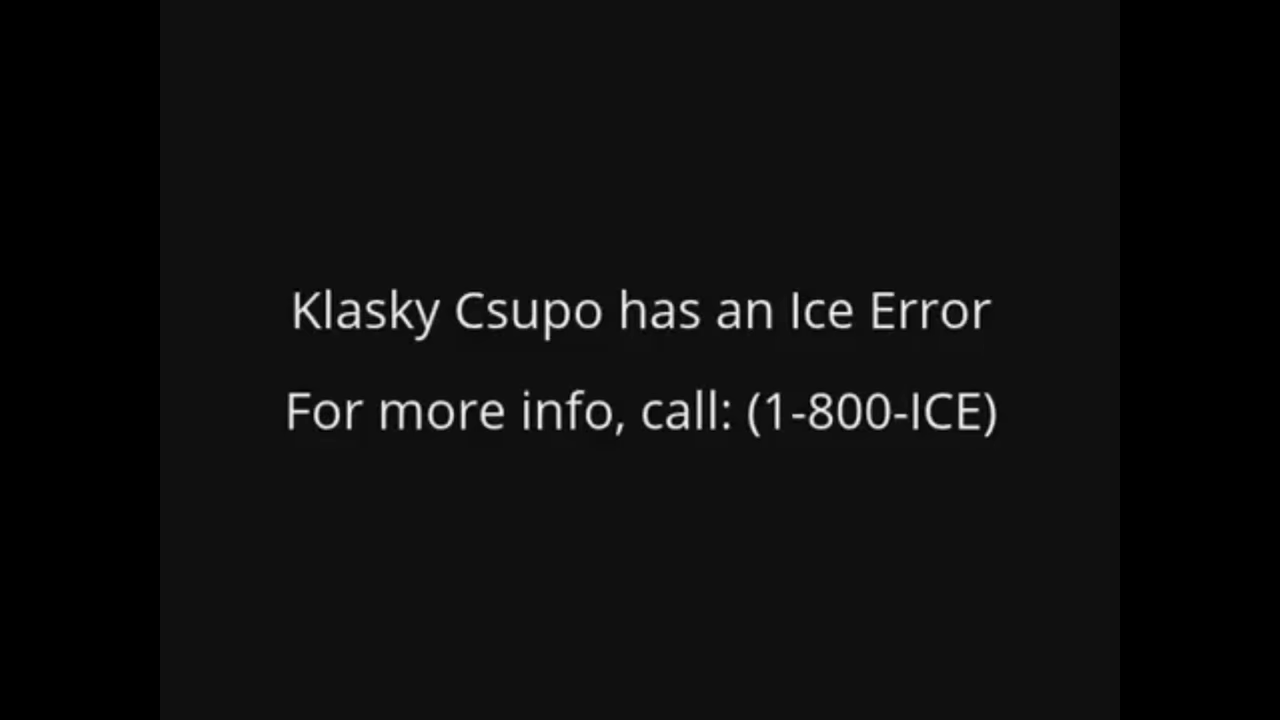 Klasky Csupo has an Ice Error
For more info, call: (1-800-ICE)